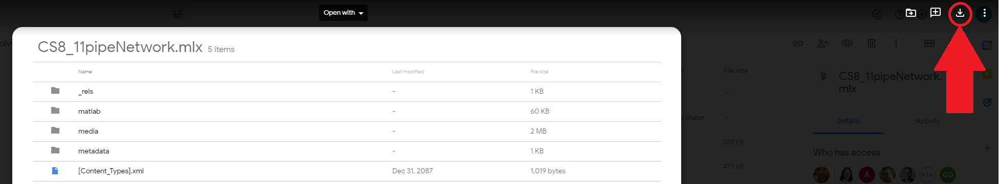 Open with
olvi
CS8_11pipeNetwork.mlx 5 items
Name Last modified File size
_rels - 1 KB
matlab - 60 KB
media - 2 MB
metadata - 1 KB
[Content_Types].xml Dec 31, 2087 1,019 bytes
File size
—
v Stuber —
288 KB
471 KB
CS8_11pipeNetwork.
mlx
Details Activity
Who has access
A +16
31